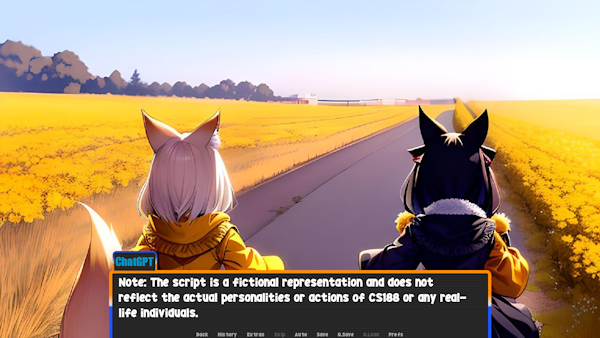 ChatGPT
Note: The script is a fictional representation and does not
reflect the actual personalities or actions of CS188 or any real-
life individuals.
Back History Extras Skip Auto Save Q.Save Q.Load Prefs